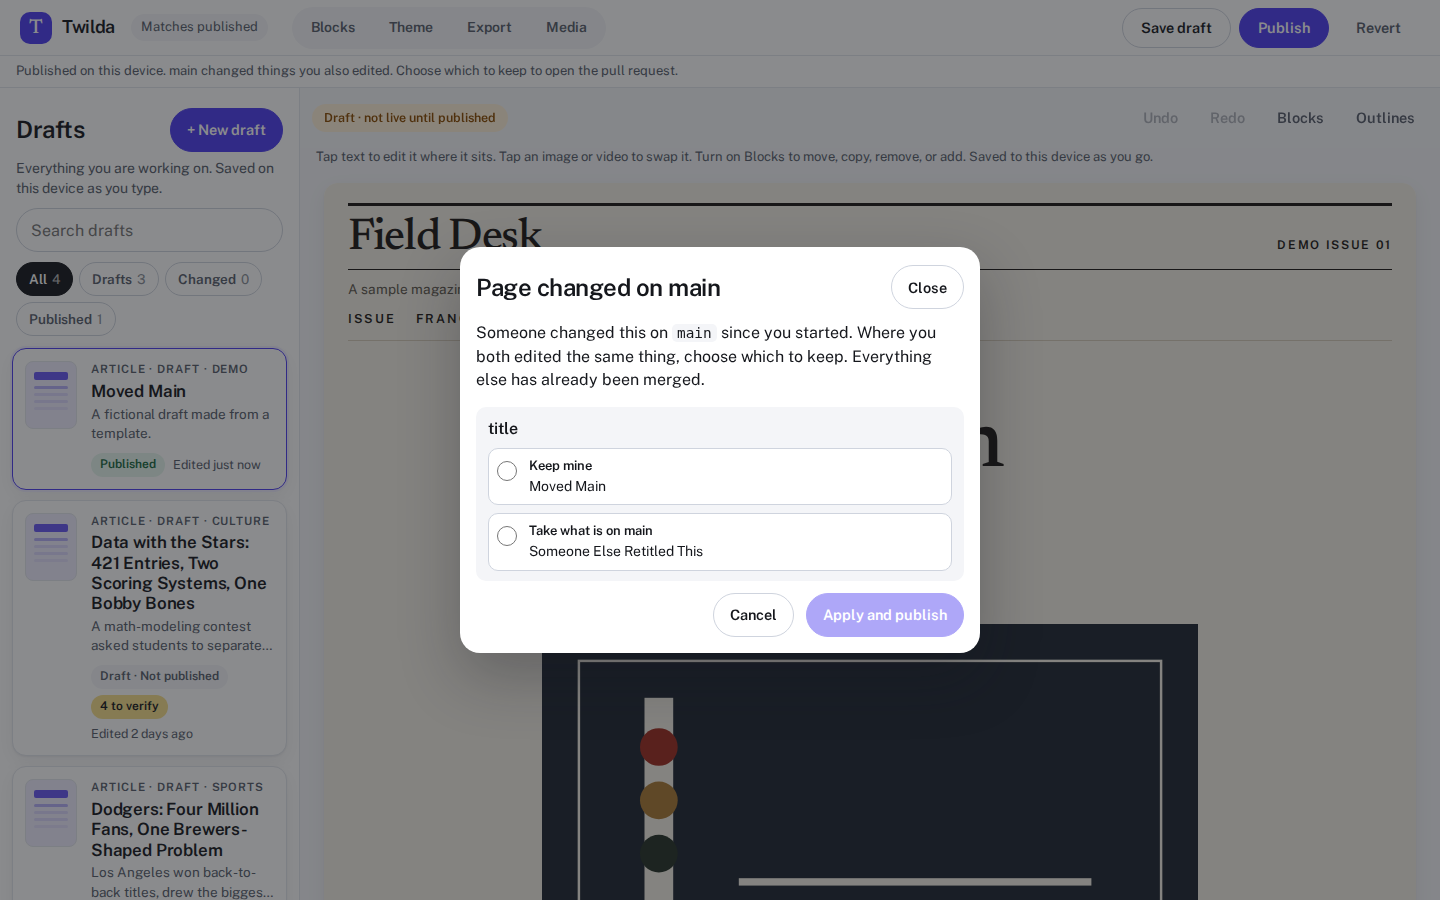 T Twilda Matches published Blocks Theme Export Media Save draft Publish Revert
Published on this device. main changed things you also edited. Choose which to keep to open the pull request.
Drafts
+ New draft
Everything you are working on. Saved on
this device as you type.
Search drafts
All 4 Drafts 3 Changed 0
Published 1
ARTICLE · DRAFT · DEMO
Moved Main
A fictional draft made from a
template.
Published Edited just now
ARTICLE · DRAFT · CULTURE
Data with the Stars:
421 Entries, Two
Scoring Systems, One
Bobby Bones
A math-modeling contest
asked students to separate...
Draft · Not published
4 to verify
Edited 2 days ago
ARTICLE · DRAFT · SPORTS
Dodgers: Four Million
Fans, One Brewers-
Shaped Problem
Los Angeles won back-to-
back titles, drew the bigges...
Draft · not live until published
Undo Redo Blocks Outlines
Tap text to edit it where it sits. Tap an image or video to swap it. Turn on Blocks to move, copy, remove, or add. Saved to this device as you go.
Field Desk
DEMO ISSUE 01
A sample magazi
ISSUE FRAN
n
Page changed on main
Close
Someone changed this on main since you started. Where you
both edited the same thing, choose which to keep. Everything
else has already been merged.
title
Keep mine
Moved Main
Take what is on main
Someone Else Retitled This
Cancel
Apply and publish